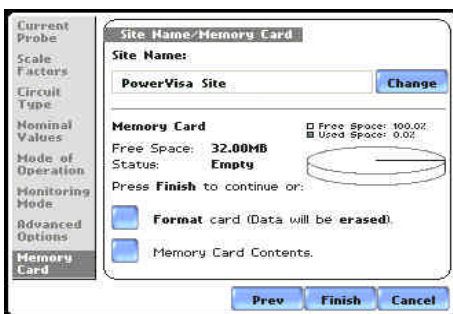 Current
Probe
Scale
Factors
Circuit
Type
Nominal
Values
Mode of
Operation
Monitoring
Mode
Advanced
Options
Memory
Card
Site Name/Memory Card
Site Name:
PowerVisa Site
Change
Memory Card
Free Space: 100.0%
Used Space: 0.0%
Free Space: 32.00MB
Status: Empty
Press Finish to continue or:
Format card (Data will be erased).
Memory Card Contents.
Prev
Finish
Cancel